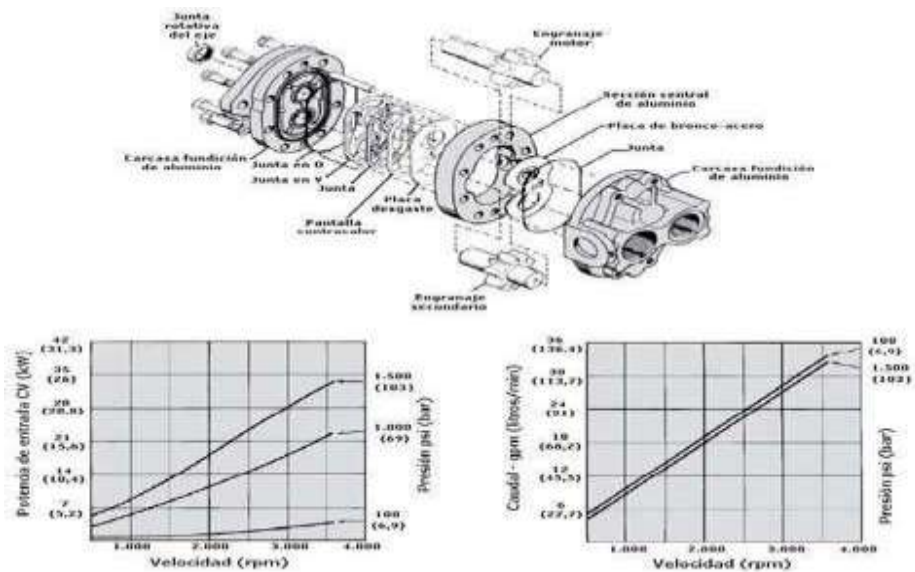 Junta
rotativa
del eje
Engranaje
motor
Sección sentral
de aluminio
Placa de bronco-acero
Junta
Carcasa fundición
de aluminio
Carcasa fundición
de aluminio
Junta en O
Junta en V
Junta
Pantalla
contrasalor
Placa
desgaste
Engranaje
secundario
Potencia de entrada CV (kW)
42
(31,3)
35
(26)
28
(20,8)
21
(15,6)
14
(10,4)
7
(5,2)
1.000
2.000
3.000
4.000
Velocidad (rpm)
1.500
(103)
1.000
(69)
100
(6,9)
Presión psi (bar)
Caudal - gpm (litros/min)
36
(136,4)
30
(113,7)
24
(91)
18
(68,2)
12
(45,5)
6
(22,7)
1.000
2.000
3.000
4.000
Velocidad (rpm)
100
(6,9)
1.500
(102)
Presión psi (bar)